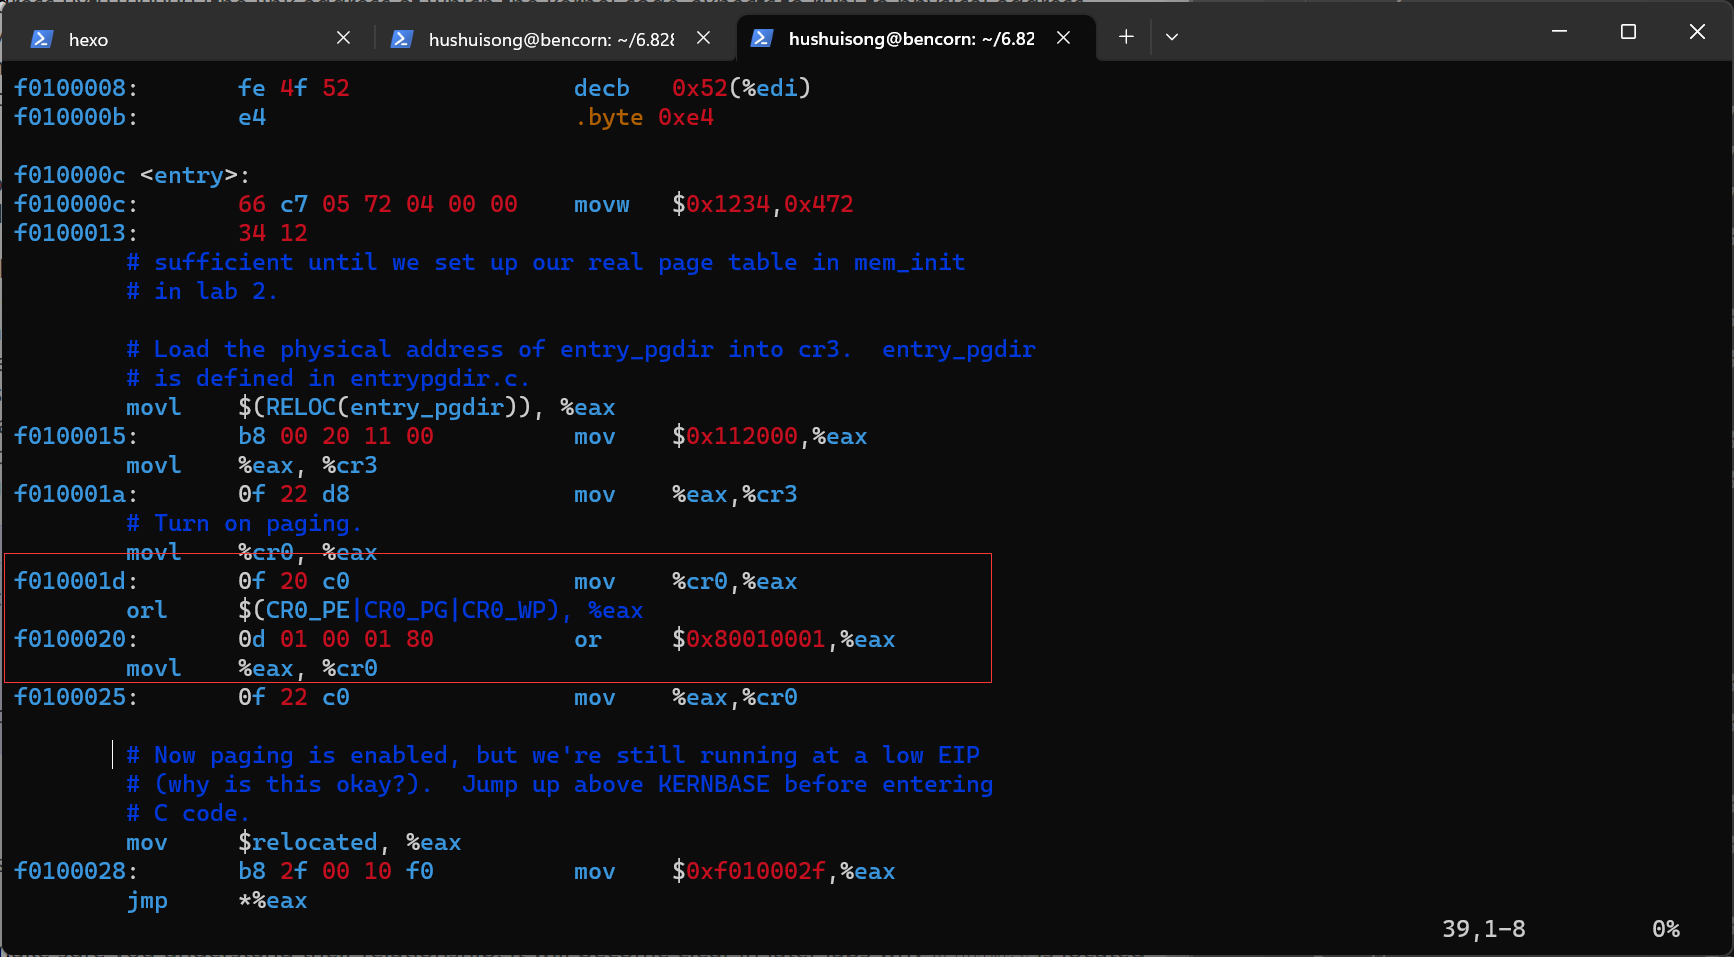 hexo hushuisong@bencorn: ~/6.828 hushuisong@bencorn: ~/6.82
f0100008: fe 4f 52 decb 0x52(%edi)
f010000b: e4 .byte 0xe4
f010000c <entry>:
f010000c: 66 c7 05 72 04 00 00 movw $0x1234,0x472
f0100013: 34 12
# sufficient until we set up our real page table in mem_init
# in lab 2.
# Load the physical address of entry_pgdir into cr3.  entry_pgdir
# is defined in entrypgdir.c.
movl $(RELOC(entry_pgdir)), %eax
f0100015: b8 00 20 11 00 mov $0x112000,%eax
movl %eax, %cr3
f010001a: 0f 22 d8 mov %eax,%cr3
# Turn on paging.
movl %cr0, %eax
f010001d: 0f 20 c0 mov %cr0,%eax
orl $(CR0_PE|CR0_PG|CR0_WP), %eax
f0100020: 0d 01 00 01 80 or $0x80010001,%eax
movl %eax, %cr0
f0100025: 0f 22 c0 mov %eax,%cr0
# Now paging is enabled, but we're still running at a low EIP
# (why is this okay?).  Jump up above KERNBASE before entering
# C code.
mov $relocated, %eax
f0100028: b8 2f 00 10 f0 mov $0xf010002f,%eax
jmp *%eax
39,1-8 0%